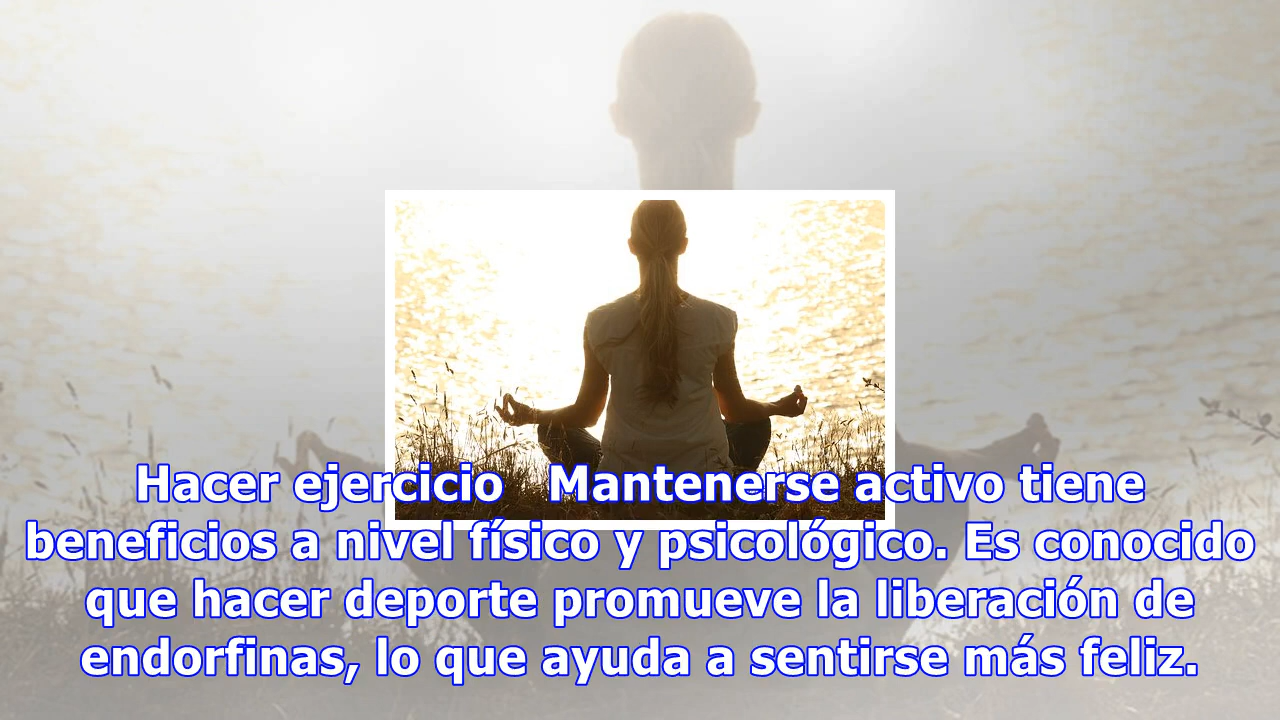 Hacer ejercicio   Mantenerse activo tiene
beneficios a nivel físico y psicológico. Es conocido
que hacer deporte promueve la liberación de
endorfinas, lo que ayuda a sentirse más feliz.